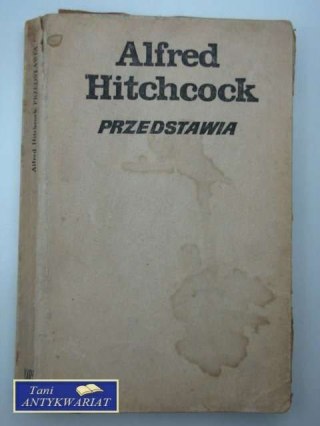 Alfred
Hitchcock
PRZEDSTAWIA
Alfred Hitchcock PRZEDSTAWIA
Tani
ANTYKWARIAT